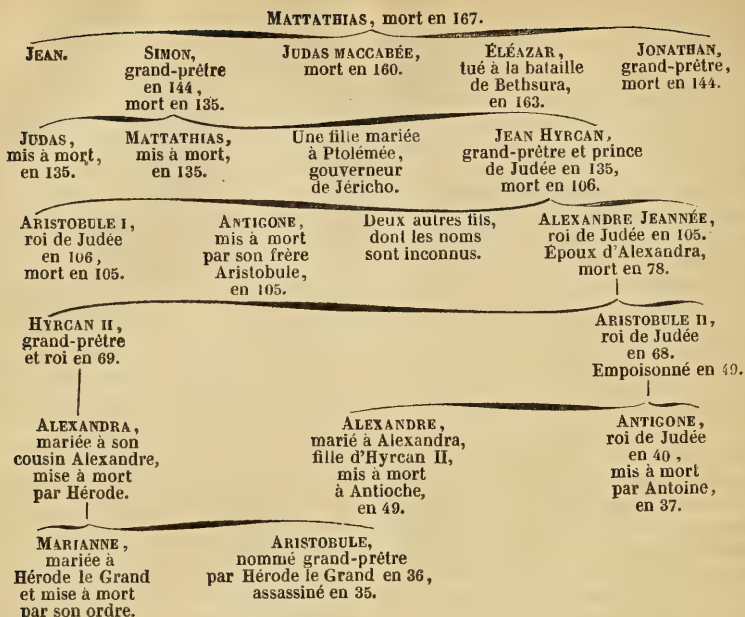 MATTATHIAS, mort en 167.
JEAN.
SIMON,
grand-prêtre
en 144,
mort en 135.
JUDAS MACCABÉE,
mort en 160.
ÉLÉAZAR,
tué à la bataille
de Bethsura,
en 163.
JONATHAN,
grand-prêtre,
mort en 144.
JUDAS,
mis à mort,
en 135.
MATTATHIAS,
mis à mort,
en 135.
Une fille mariée
à Ptolémée,
gouverneur
de Jéricho.
JEAN HYRCAN,
grand-prêtre et prince
de Judée en 135,
mort en 106.
ARISTOBULE I,
roi de Judée
en 106,
mort en 105.
ANTIGONE,
mis à mort
par son frère
Aristobule,
en 105.
Deux autres fils,
dont les noms
sont inconnus.
ALEXANDRE JEANNÉE,
roi de Judée en 105.
Époux d'Alexandra,
mort en 78.
HYRCAN II,
grand-prêtre
et roi en 69.
ARISTOBULE II,
roi de Judée
en 68.
Empoisonné en 49.
ALEXANDRA,
mariée à son
cousin Alexandre,
mise à mort
par Hérode.
ALEXANDRE,
marié à Alexandra,
fille d'Hyrcan II,
mis à mort
à Antioche,
en 49.
ANTIGONE,
roi de Judée
en 40,
mis à mort
par Antoine,
en 37.
MARIANNE,
mariée à
Hérode le Grand
et mise à mort
par son ordre.
ARISTOBULE,
nommé grand-prêtre
par Hérode le Grand en 36,
assassiné en 35.